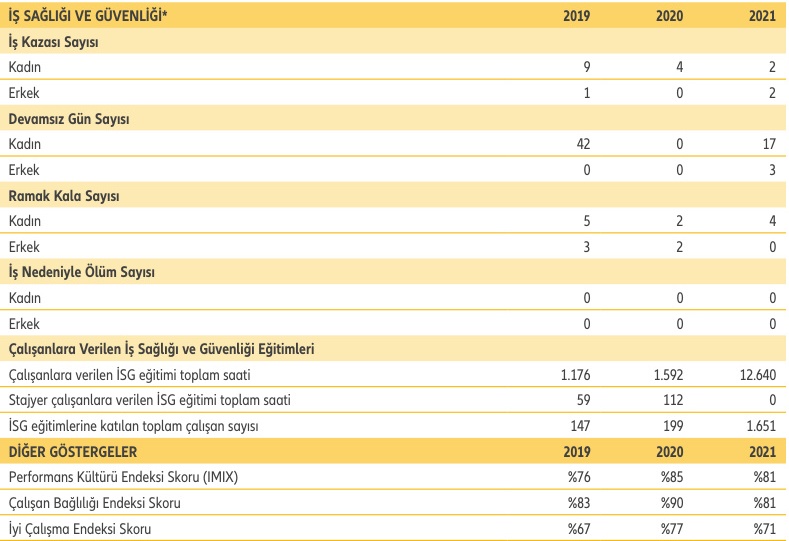 İŞ SAĞLIĞI VE GÜVENLİĞİ* 2019 2020 2021
İş Kazası Sayısı
Kadın 9 4 2
Erkek 1 0 2
Devamsız Gün Sayısı
Kadın 42 0 17
Erkek 0 0 3
Ramak Kala Sayısı
Kadın 5 2 4
Erkek 3 2 0
İş Nedeniyle Ölüm Sayısı
Kadın 0 0 0
Erkek 0 0 0
Çalışanlara Verilen İş Sağlığı ve Güvenliği Eğitimleri
Çalışanlara verilen İSG eğitimi toplam saati 1.176 1.592 12.640
Stajyer çalışanlara verilen İSG eğitimi toplam saati 59 112 0
İSG eğitimlerine katılan toplam çalışan sayısı 147 199 1.651
DİĞER GÖSTERGELER 2019 2020 2021
Performans Kültürü Endeksi Skoru (IMIX) %76 %85 %81
Çalışan Bağlılığı Endeksi Skoru %83 %90 %81
İyi Çalışma Endeksi Skoru %67 %77 %71